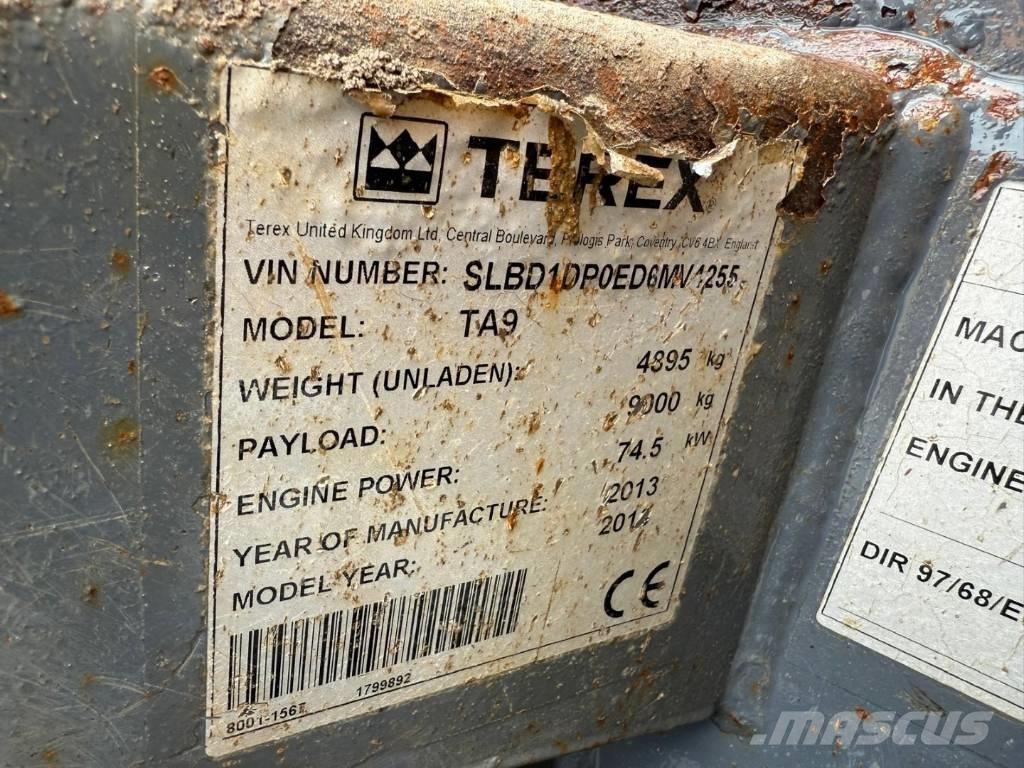 TEREX
Terex United Kingdom Ltd, Central Boulevard, Prologis Park, Coventry, CV6 4BX England
VIN NUMBER: SLBD1DP0ED6MV4255
MODEL: TA9
WEIGHT (UNLADEN): 4895 kg
PAYLOAD: 9000 kg
ENGINE POWER: 74.5 kW
YEAR OF MANUFACTURE: 2013
MODEL YEAR: 2014
CE
1799892
8001-1561
MAC
IN THE
ENGINE
DIR 97/68/E
MASCUS